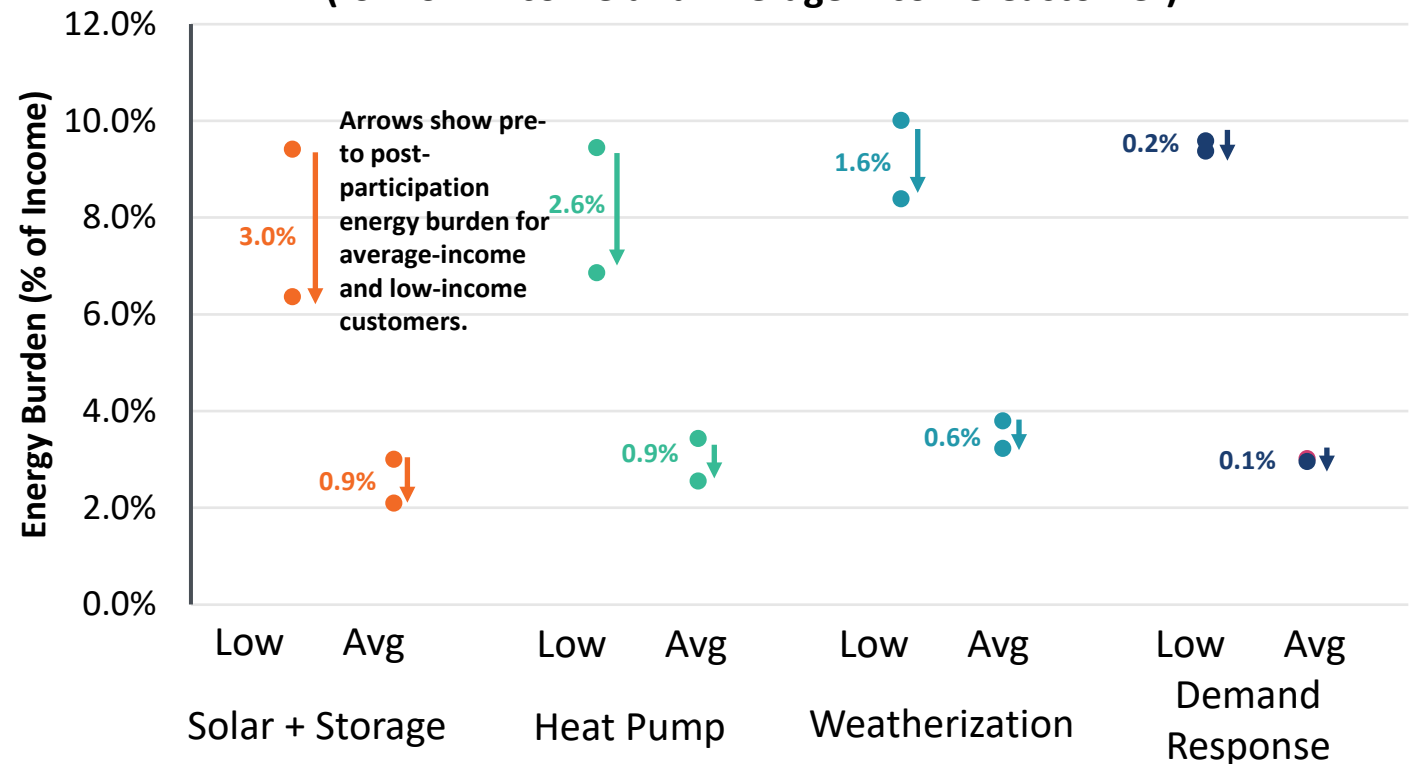 12.0%
10.0%
8.0%
6.0%
4.0%
2.0%
0.0%
Energy Burden (% of Income)
Arrows show pre-
to post-
participation
energy burden for
average-income
and low-income
customers.
3.0%
0.9%
2.6%
0.9%
1.6%
0.6%
0.2%
0.1%
Low Avg Low Avg Low Avg Low Avg
Solar + Storage
Heat Pump
Weatherization
Demand
Response